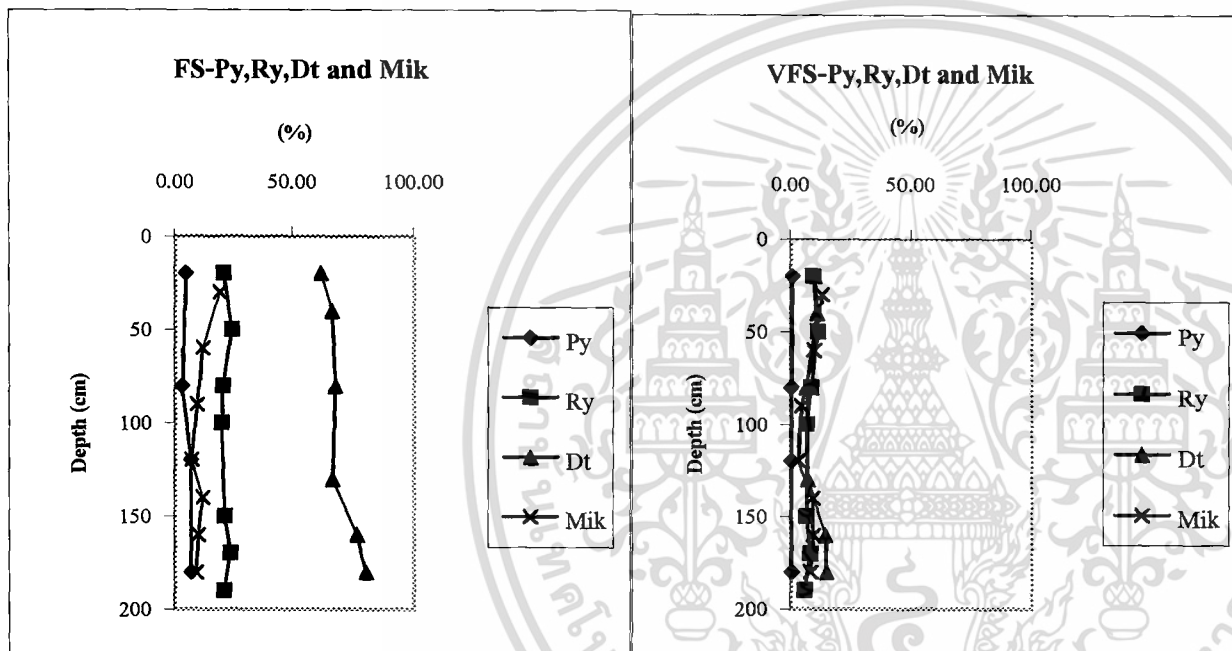 FS-Py,Ry,Dt and Mik
(%)
0.00 50.00 100.00
0
50
100
150
200
Depth (cm)
Py
Ry
Dt
Mik
VFS-Py,Ry,Dt and Mik
(%)
0.00 50.00 100.00
0
50
100
150
200
Depth (cm)
Py
Ry
Dt
Mik